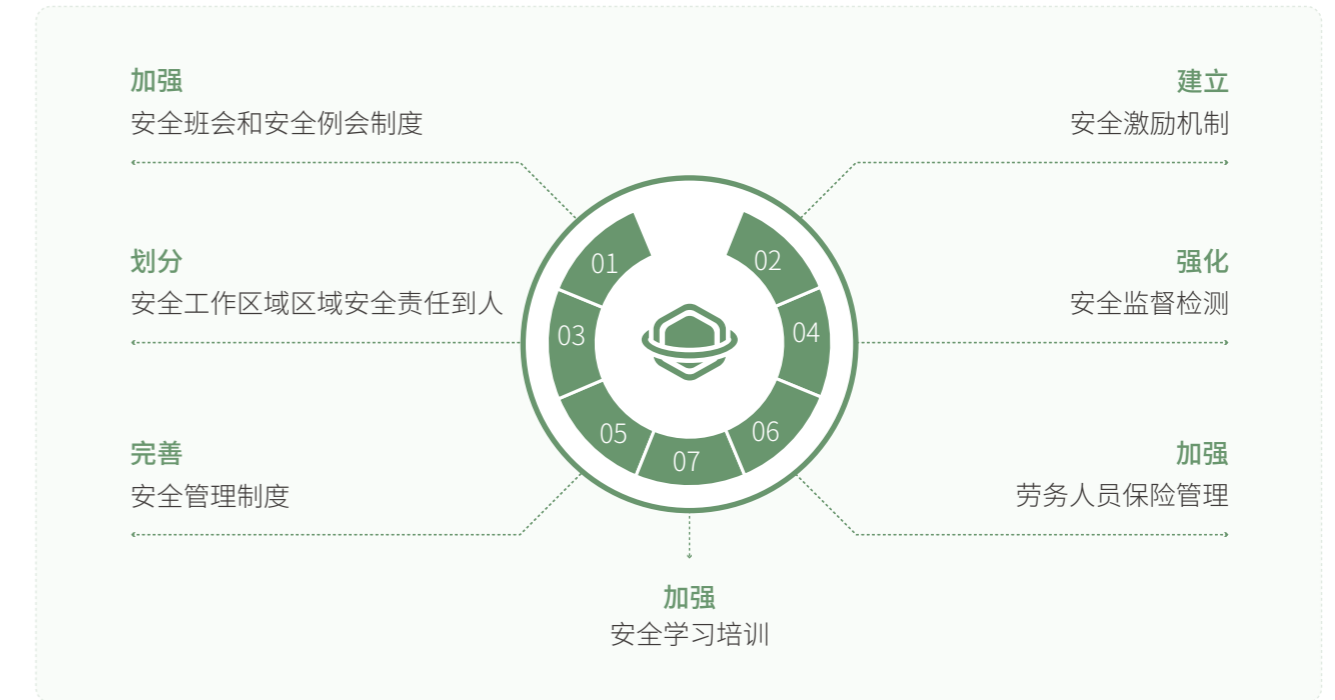 加强
安全班会和安全例会制度
建立
安全激励机制
01
02
划分
安全工作区域区域安全责任到人
强化
安全监督检测
03
04
完善
安全管理制度
加强
劳务人员保险管理
05
06
07
加强
安全学习培训